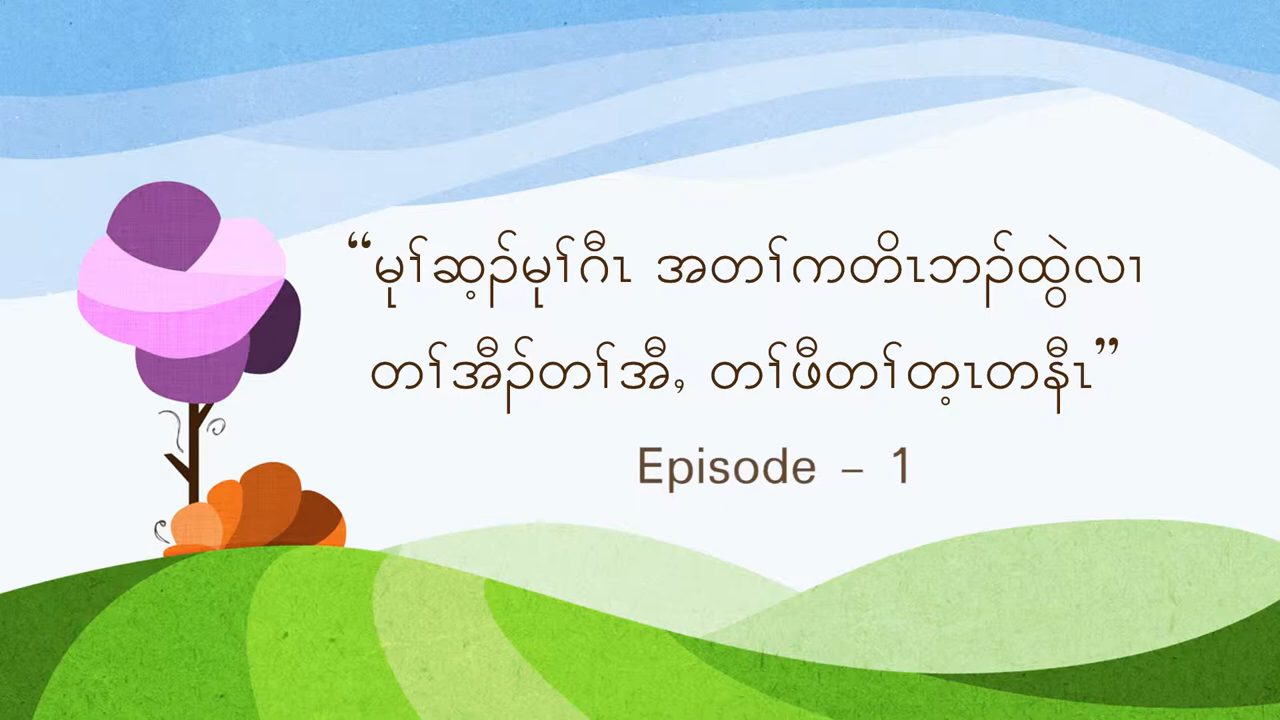 “မုၢ်ဆ့ၣ်မုၢ်ဂီၤ အတၢ်ကတိၤဘၣ်ထွဲလၢ
တၢ်အီၣ်တၢ်အီ, တၢ်ဖီတၢ်တ့ၤတနီၤ”
Episode – 1